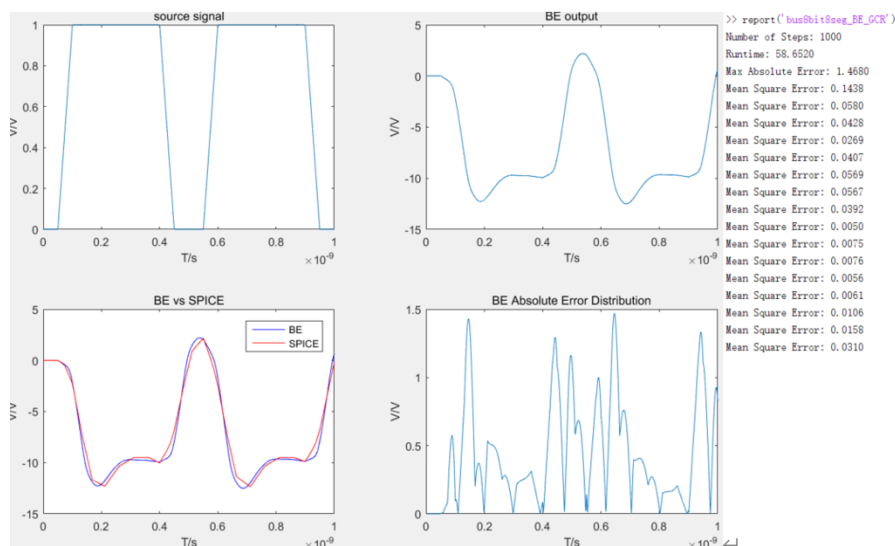 source signal
V/V
1
0.8
0.6
0.4
0.2
0
0 0.2 0.4 0.6 0.8 1
T/s
×10⁻⁹
BE output
V/V
5
0
-5
-10
-15
0 0.2 0.4 0.6 0.8 1
T/s
×10⁻⁹
BE vs SPICE
V/V
5
0
-5
-10
-15
BE
SPICE
0 0.2 0.4 0.6 0.8 1
T/s
×10⁻⁹
BE Absolute Error Distribution
V/V
1.5
1
0.5
0
0 0.2 0.4 0.6 0.8 1
T/s
×10⁻⁹
>> report('bus8bit8seg_BE_GCR')
Number of Steps: 1000
Runtime: 58.6520
Max Absolute Error: 1.4680
Mean Square Error: 0.1438
Mean Square Error: 0.0580
Mean Square Error: 0.0428
Mean Square Error: 0.0269
Mean Square Error: 0.0407
Mean Square Error: 0.0569
Mean Square Error: 0.0567
Mean Square Error: 0.0392
Mean Square Error: 0.0050
Mean Square Error: 0.0075
Mean Square Error: 0.0076
Mean Square Error: 0.0056
Mean Square Error: 0.0061
Mean Square Error: 0.0106
Mean Square Error: 0.0158
Mean Square Error: 0.0310